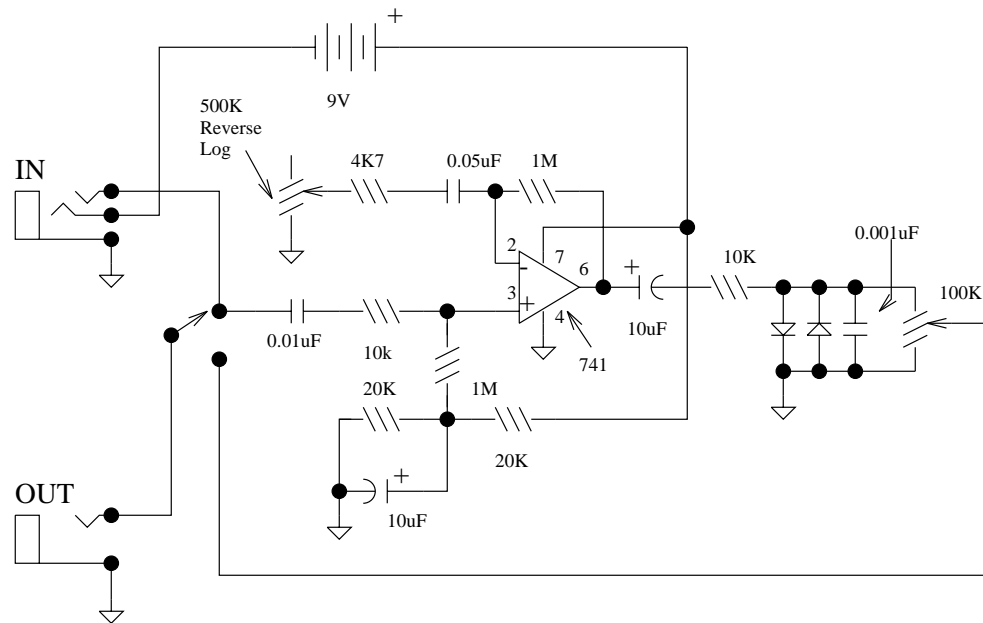 +
9V
500K
Reverse
Log
IN
4K7
0.05uF
1M
2
7
6
-
3
+
4
+
10K
0.001uF
100K
0.01uF
10k
10uF
741
20K
1M
20K
+
10uF
OUT